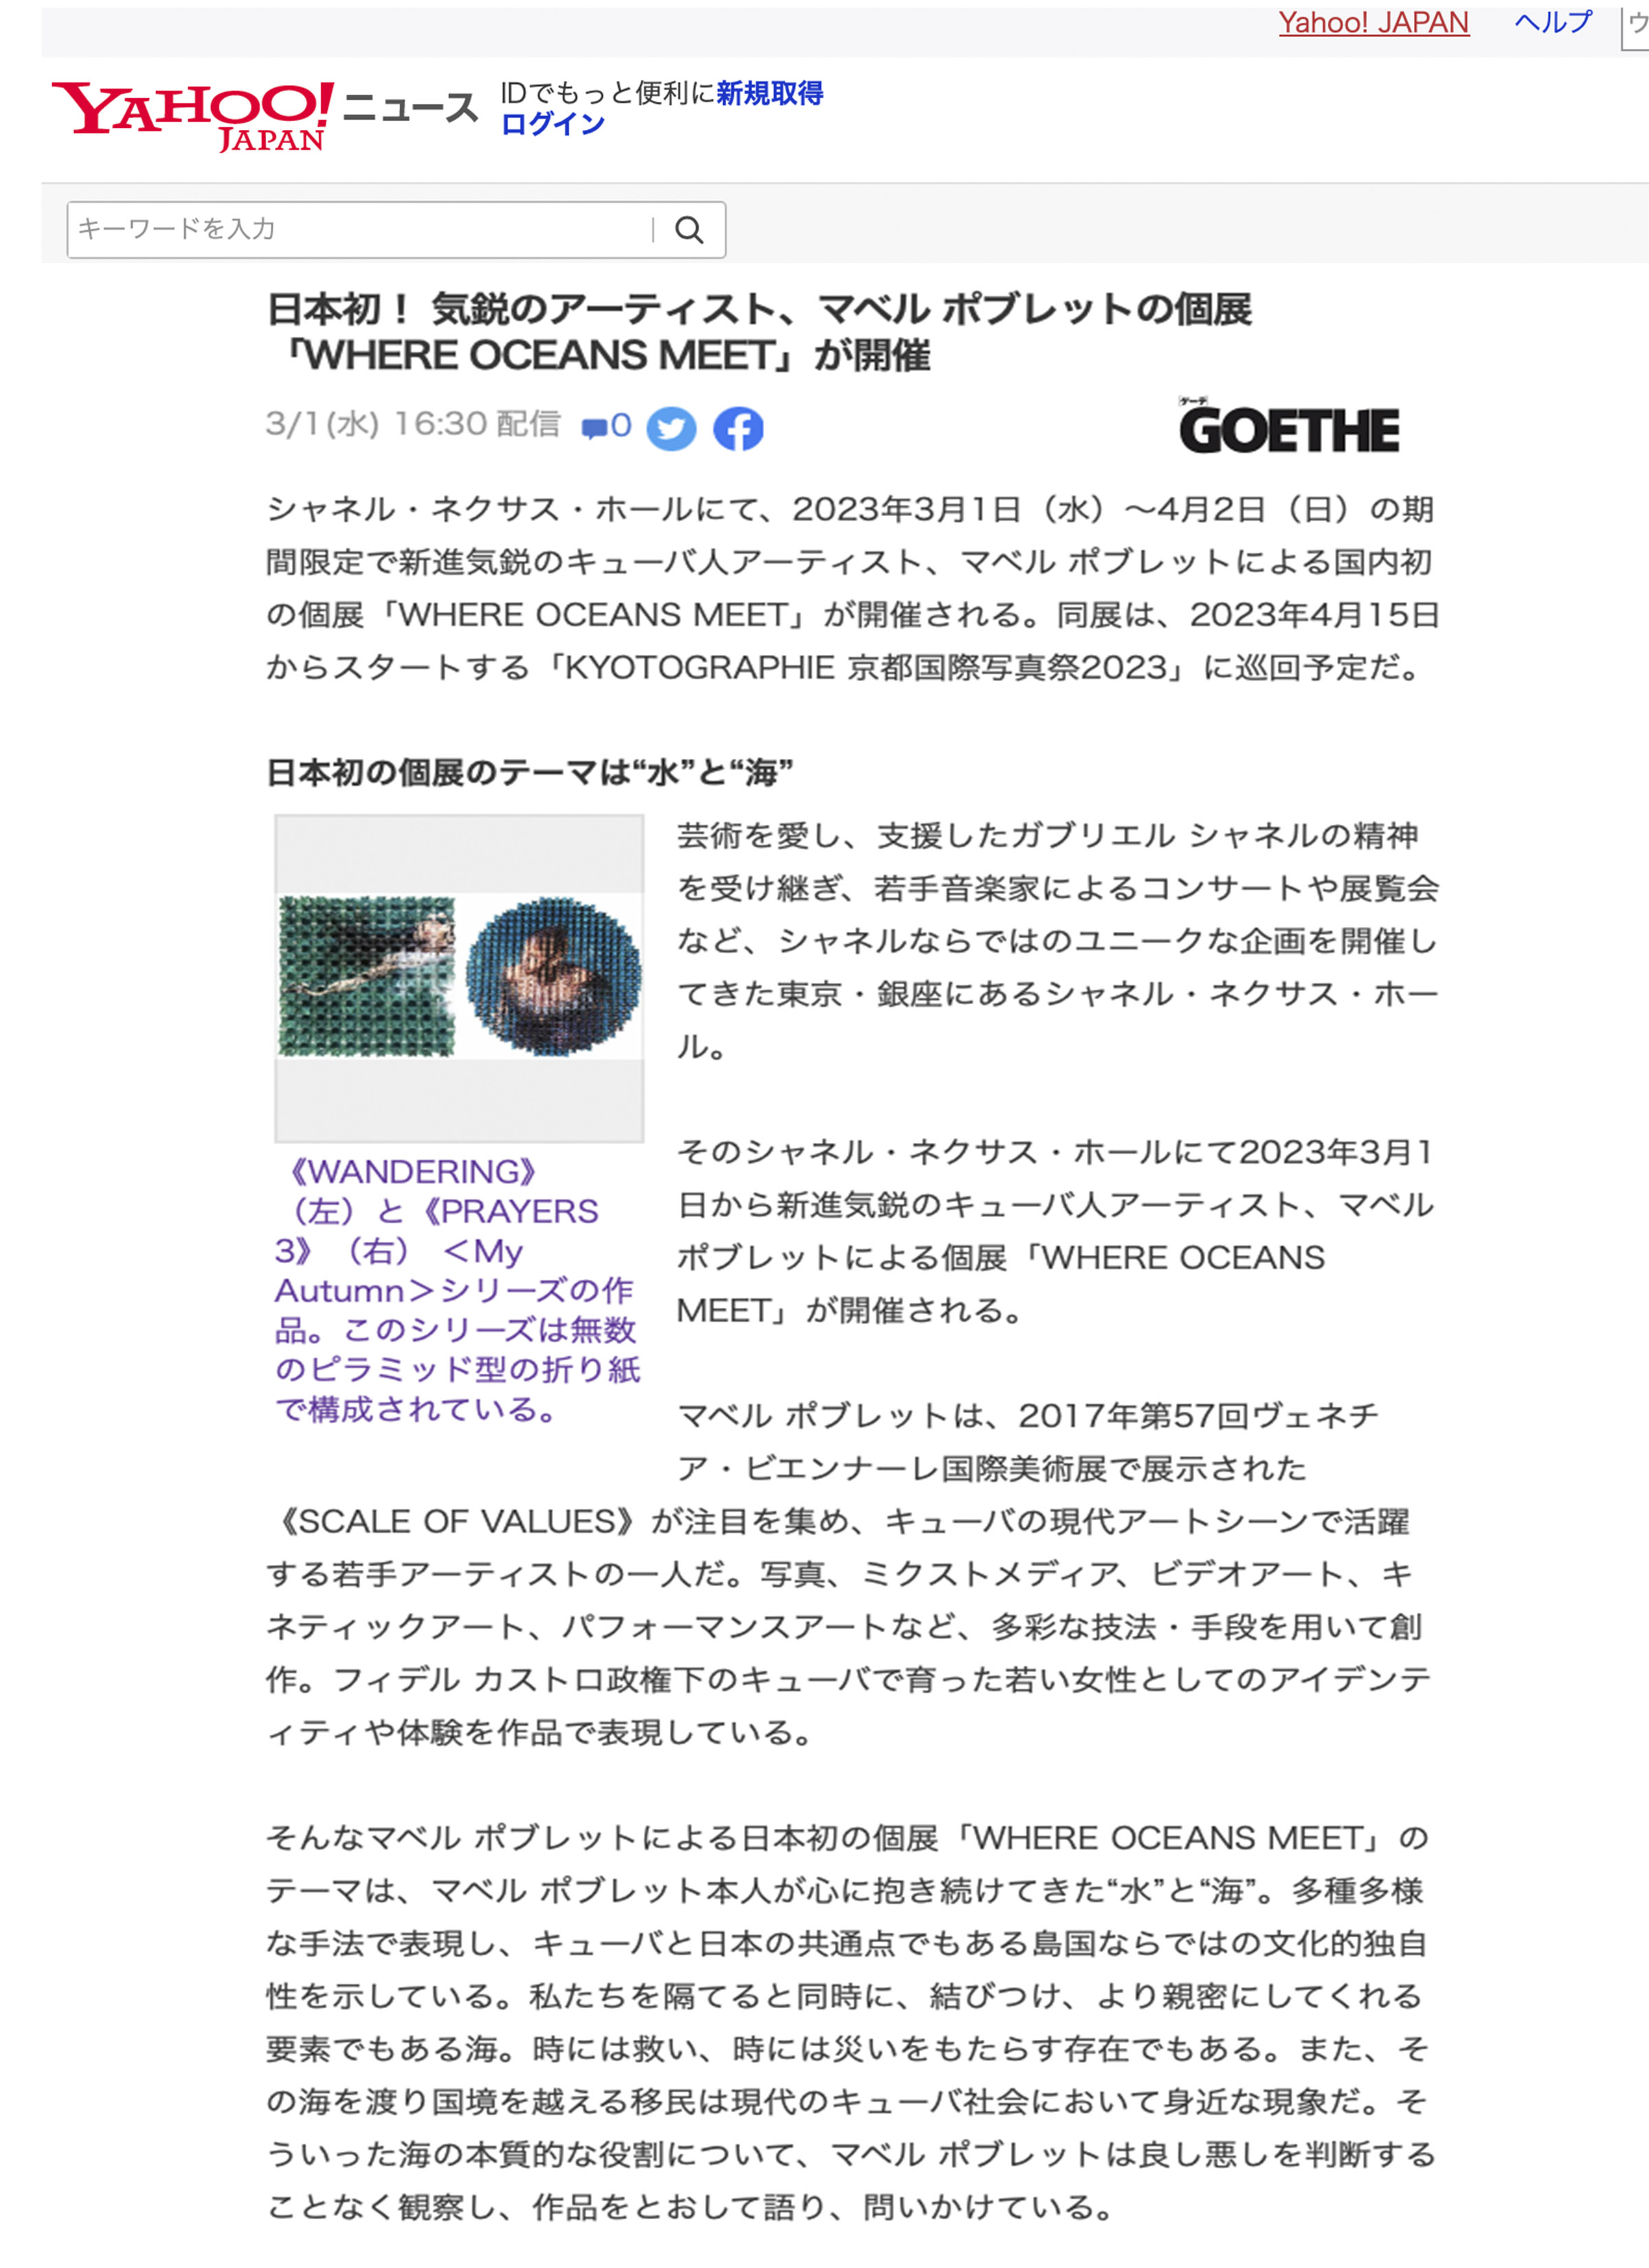 Yahoo! JAPAN ヘルプ
YAHOO! JAPAN ニュース
IDでもっと便利に新規取得
ログイン
キーワードを入力
日本初！ 気鋭のアーティスト、マベル ポブレットの個展
「WHERE OCEANS MEET」が開催
3/1(水) 16:30 配信 0
ゲーテ
GOETHE
シャネル・ネクサス・ホールにて、2023年3月1日（水）〜4月2日（日）の期
間限定で新進気鋭のキューバ人アーティスト、マベル ポブレットによる国内初
の個展「WHERE OCEANS MEET」が開催される。同展は、2023年4月15日
からスタートする「KYOTOGRAPHIE 京都国際写真祭2023」に巡回予定だ。
日本初の個展のテーマは“水”と“海”
《WANDERING》
（左）と《PRAYERS
3》（右） ＜My
Autumn＞シリーズの作
品。このシリーズは無数
のピラミッド型の折り紙
で構成されている。
芸術を愛し、支援したガブリエル シャネルの精神
を受け継ぎ、若手音楽家によるコンサートや展覧会
など、シャネルならではのユニークな企画を開催し
てきた東京・銀座にあるシャネル・ネクサス・ホー
ル。
そのシャネル・ネクサス・ホールにて2023年3月1
日から新進気鋭のキューバ人アーティスト、マベル
ポブレットによる個展「WHERE OCEANS
MEET」が開催される。
マベル ポブレットは、2017年第57回ヴェネチ
ア・ビエンナーレ国際美術展で展示された
《SCALE OF VALUES》が注目を集め、キューバの現代アートシーンで活躍
する若手アーティストの一人だ。写真、ミクストメディア、ビデオアート、キ
ネティックアート、パフォーマンスアートなど、多彩な技法・手段を用いて創
作。フィデル カストロ政権下のキューバで育った若い女性としてのアイデンテ
ィティや体験を作品で表現している。
そんなマベル ポブレットによる日本初の個展「WHERE OCEANS MEET」の
テーマは、マベル ポブレット本人が心に抱き続けてきた“水”と“海”。多種多様
な手法で表現し、キューバと日本の共通点でもある島国ならではの文化的独自
性を示している。私たちを隔てると同時に、結びつけ、より親密にしてくれる
要素でもある海。時には救い、時には災いをもたらす存在でもある。また、そ
の海を渡り国境を越える移民は現代のキューバ社会において身近な現象だ。そ
ういった海の本質的な役割について、マベル ポブレットは良し悪しを判断する
ことなく観察し、作品をとおして語り、問いかけている。